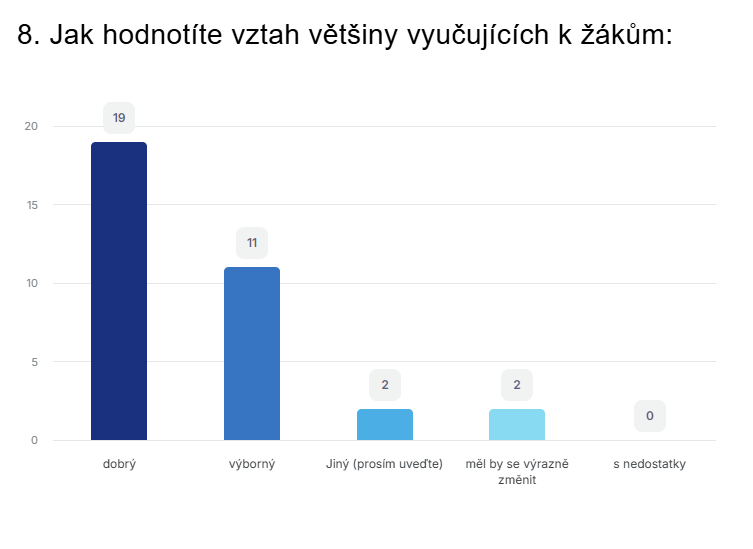 8. Jak hodnotíte vztah většiny vyučujících k žákům:
19
20
15
11
10
5
2
2
0
0
dobrý
výborný
Jiný (prosím uveďte)
měl by se výrazně
změnit
s nedostatky